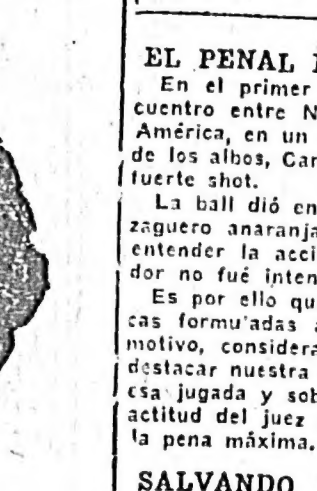 EL PENAL
En el primer
cuentro entre N
América, en un
de los albos, Car
fuerte shot.
La ball dió en
zaguero anaranja
entender la acci
dor no fué inten
Es por ello qu
cas formu'adas a
motivo, considera
destacar nuestra
esa jugada y sob
actitud del juez
la pena máxima.
SALVANDO